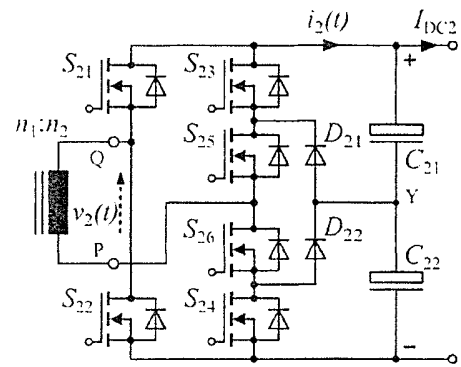 i₂(t) I_DC2
S₂₁ S₂₃ +
n₁:n₂ Q S₂₅ D₂₁ C₂₁
v₂(t) Y
P S₂₆ D₂₂ C₂₂
S₂₂ S₂₄ −